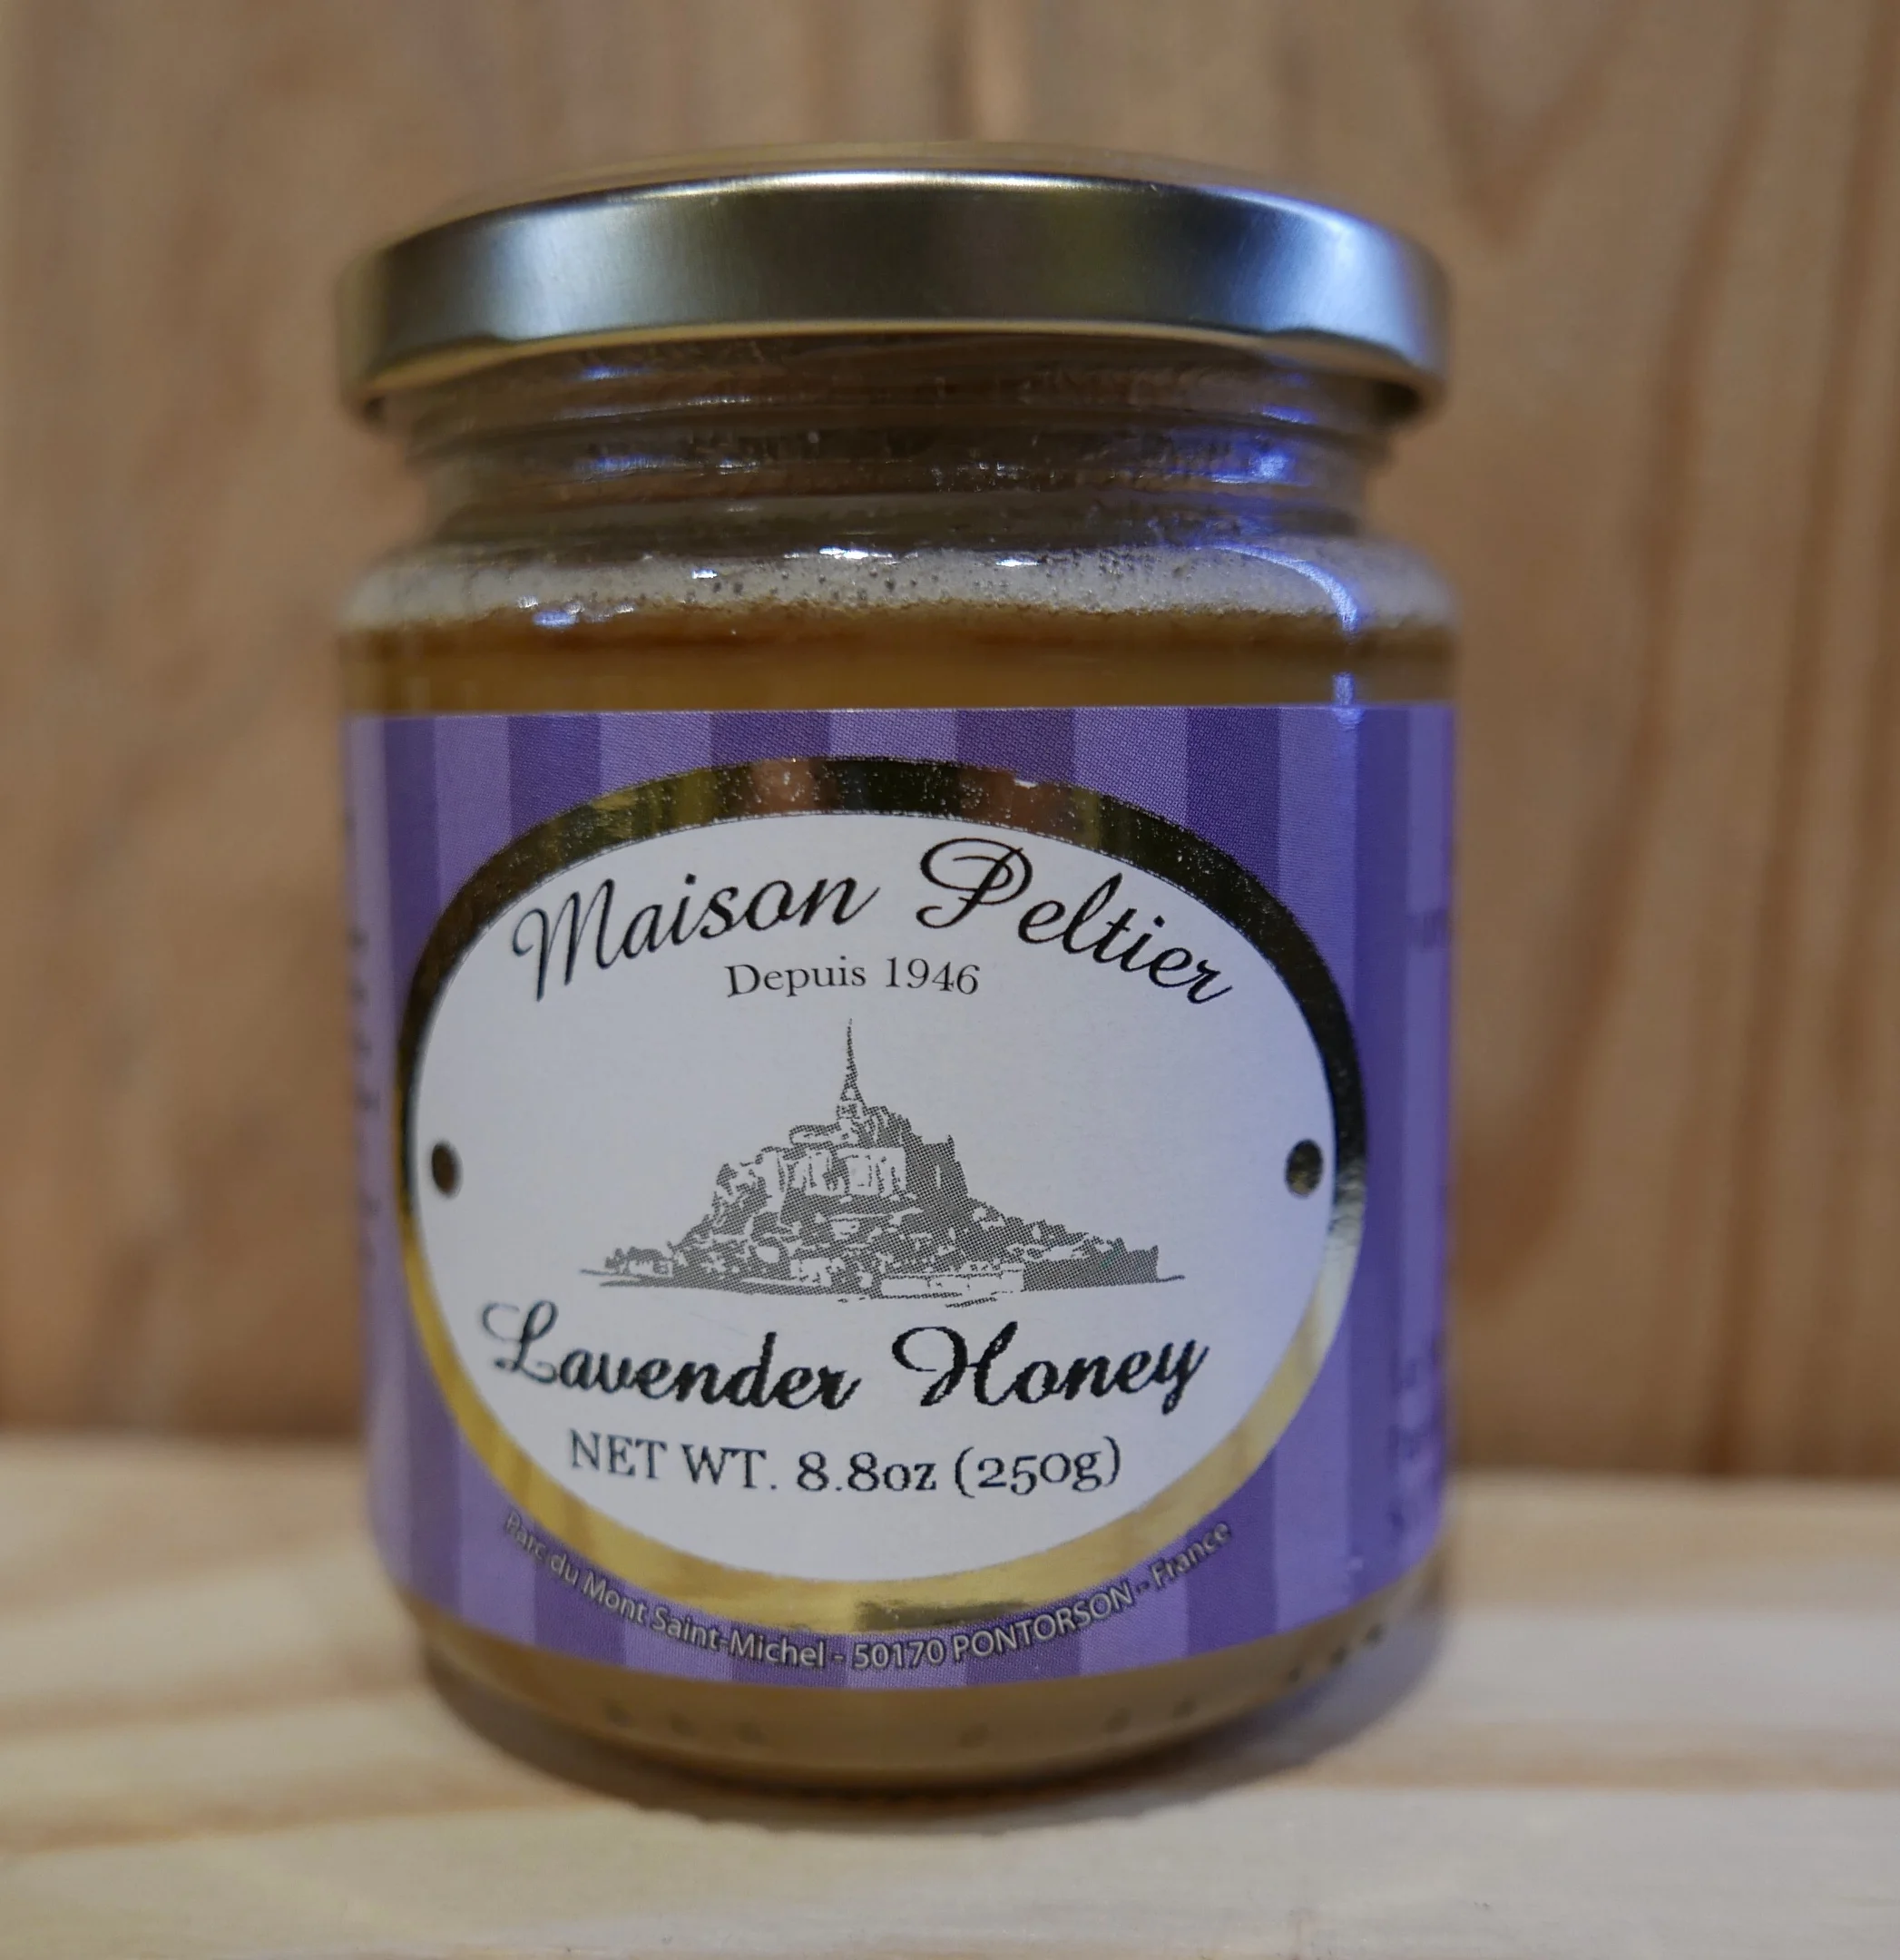 Maison Peltier
Depuis 1946
Lavender Honey
NET WT. 8.8oz (250g)
Parc du Mont Saint-Michel - 50170 PONTORSON - France